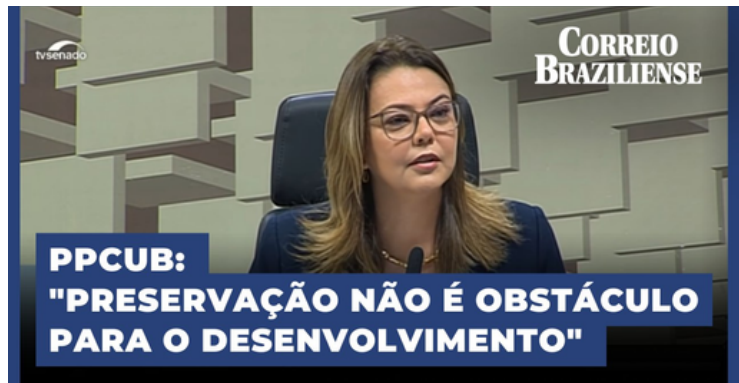 tvsenado
CORREIO
BRAZILIENSE
PPCUB:
"PRESERVAÇÃO NÃO É OBSTÁCULO
PARA O DESENVOLVIMENTO"